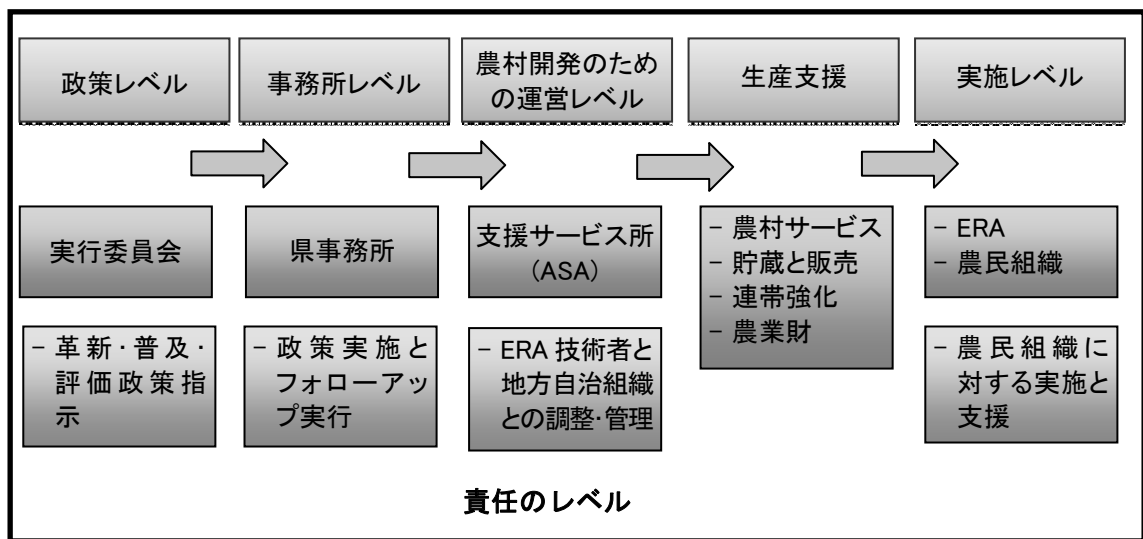 政策レベル
事務所レベル
農村開発のため
の運営レベル
生産支援
実施レベル
実行委員会
県事務所
支援サービス所
(ASA)
− 農村サービス
− 貯蔵と販売
− 連帯強化
− 農業財
− ERA
− 農民組織
− 革新・普及・
評価政策指
示
− 政策実施と
フォローアッ
プ実行
− ERA 技術者と
地方自治組織
との調整・管理
− 農民組織に
対する実施と
支援
責任のレベル